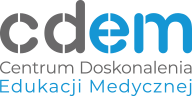 cdem
Centrum Doskonalenia
Edukacji Medycznej